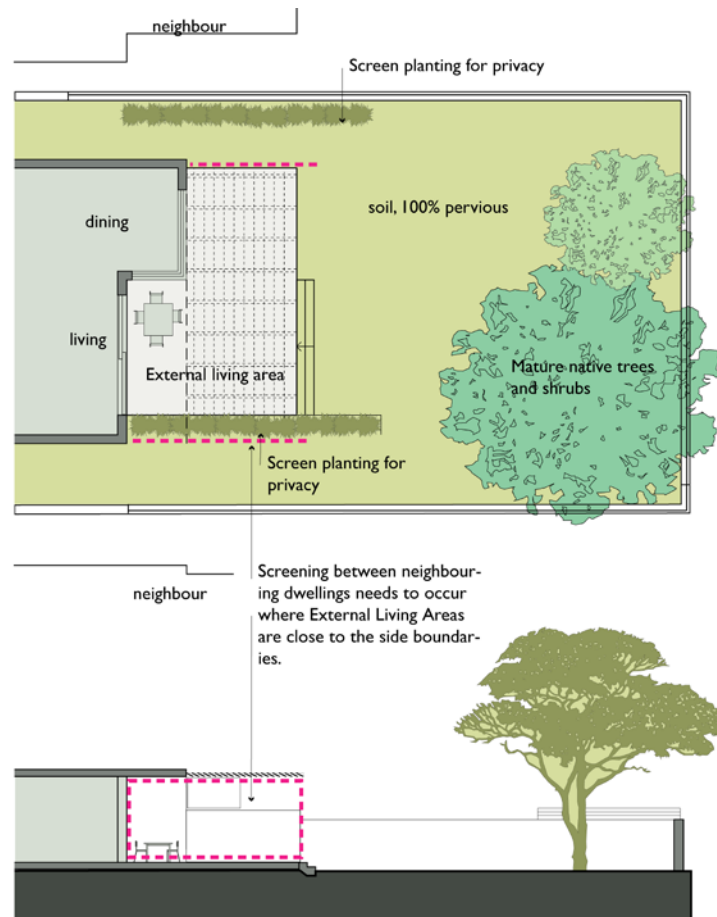 neighbour
Screen planting for privacy
soil, 100% pervious
dining
living
External living area
Mature native trees
and shrubs
Screen planting for
privacy
neighbour
Screening between neighbour-
ing dwellings needs to occur
where External Living Areas
are close to the side boundar-
ies.